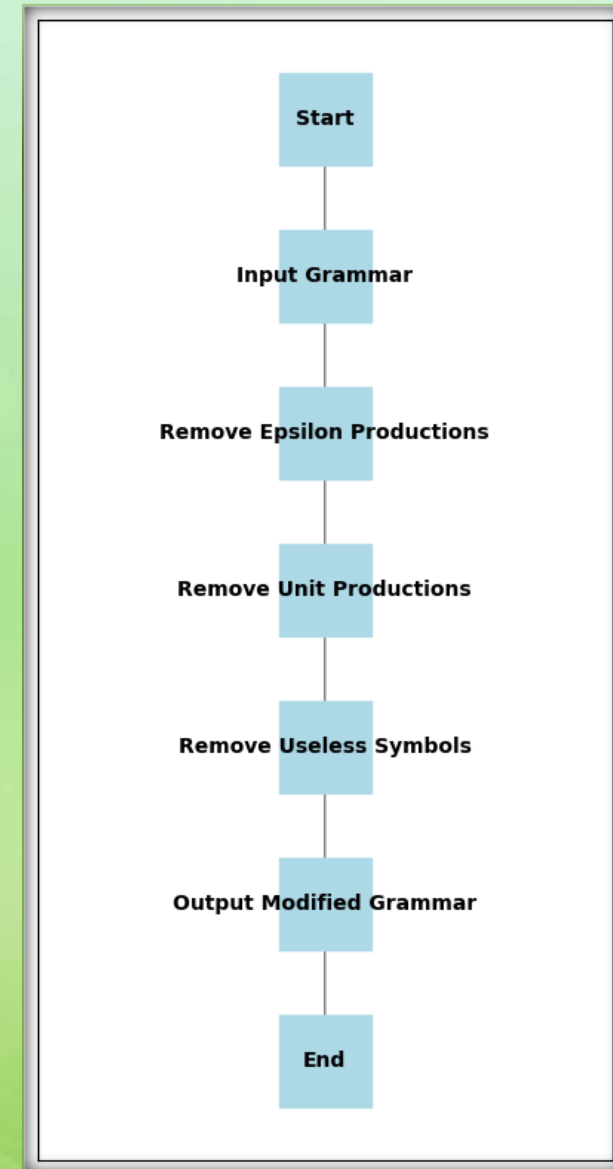 Start
Input Grammar
Remove Epsilon Productions
Remove Unit Productions
Remove Useless Symbols
Output Modified Grammar
End